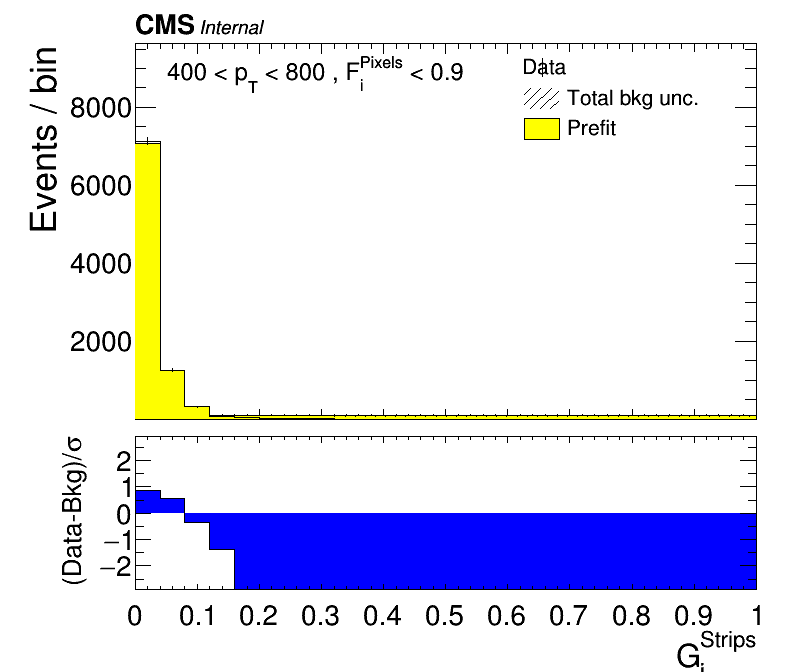 CMS Internal
400 < p_T < 800 , F_i^Pixels < 0.9
Data
Total bkg unc.
Prefit
Events / bin
8000
6000
4000
2000
(Data-Bkg)/σ
2
1
0
−1
−2
0 0.1 0.2 0.3 0.4 0.5 0.6 0.7 0.8 0.9 1
G_i^Strips